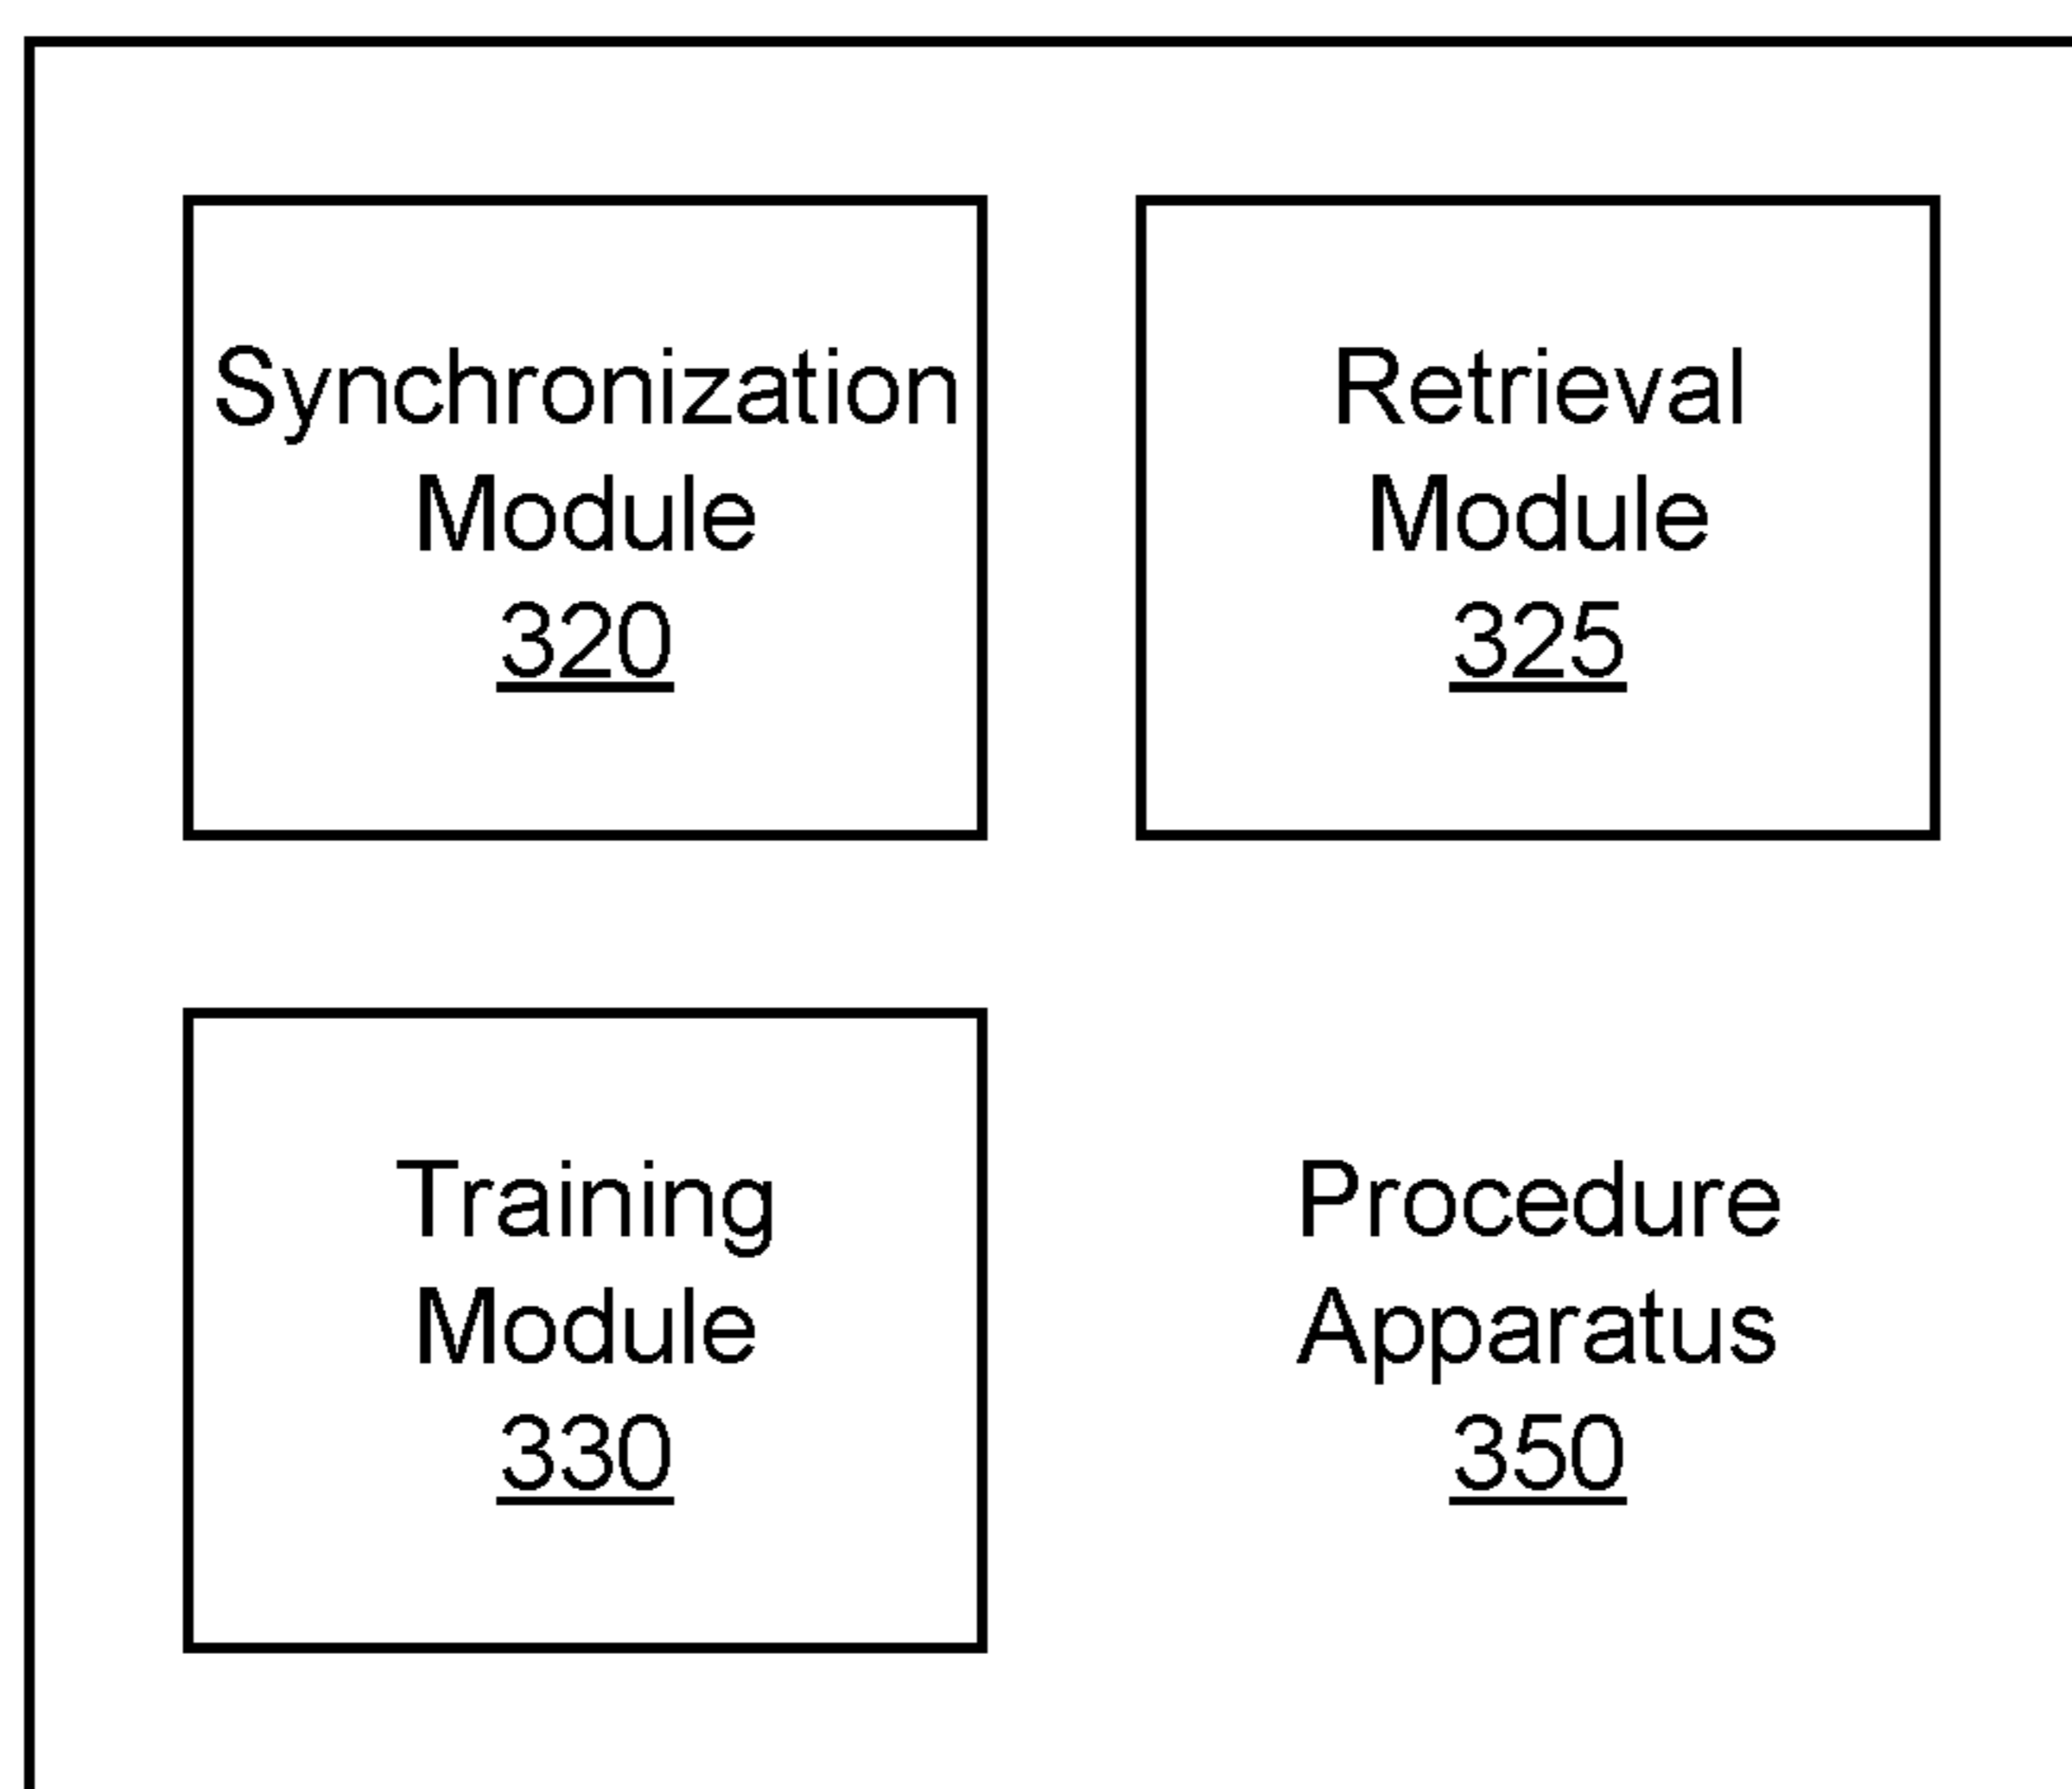 Synchronization
Module
320
Retrieval
Module
325
Training
Module
330
Procedure
Apparatus
350